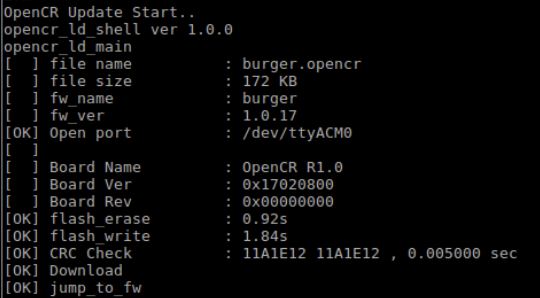 OpenCR Update Start..
opencr_ld_shell ver 1.0.0
opencr_ld_main
[  ] file name          : burger.opencr
[  ] file size          : 172 KB
[  ] fw_name            : burger
[  ] fw_ver             : 1.0.17
[OK] Open port          : /dev/ttyACM0
[  ]
[  ] Board Name         : OpenCR R1.0
[  ] Board Ver          : 0x17020800
[  ] Board Rev          : 0x00000000
[OK] flash_erase        : 0.92s
[OK] flash_write        : 1.84s
[OK] CRC Check          : 11A1E12 11A1E12 , 0.005000 sec
[OK] Download
[OK] jump_to_fw